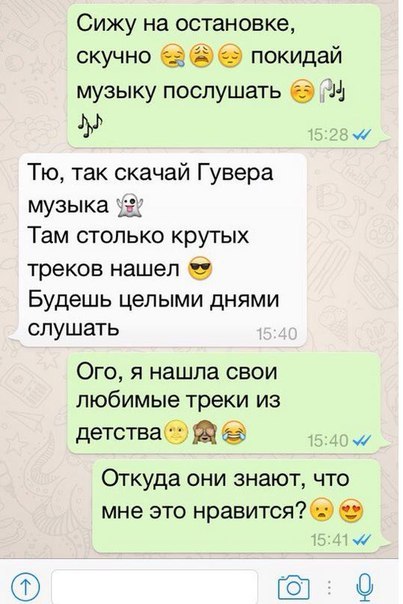 Сижу на остановке,
скучно 😪😩😔 покидай
музыку послушать ☺️🎧
🎶
15:28
Тю, так скачай Гувера
музыка 👻
Там столько крутых
треков нашел 😎
Будешь целыми днями
слушать
15:40
Ого, я нашла свои
любимые треки из
детства🌝🙈😂
15:40
Откуда они знают, что
мне это нравится?😦😍
15:41